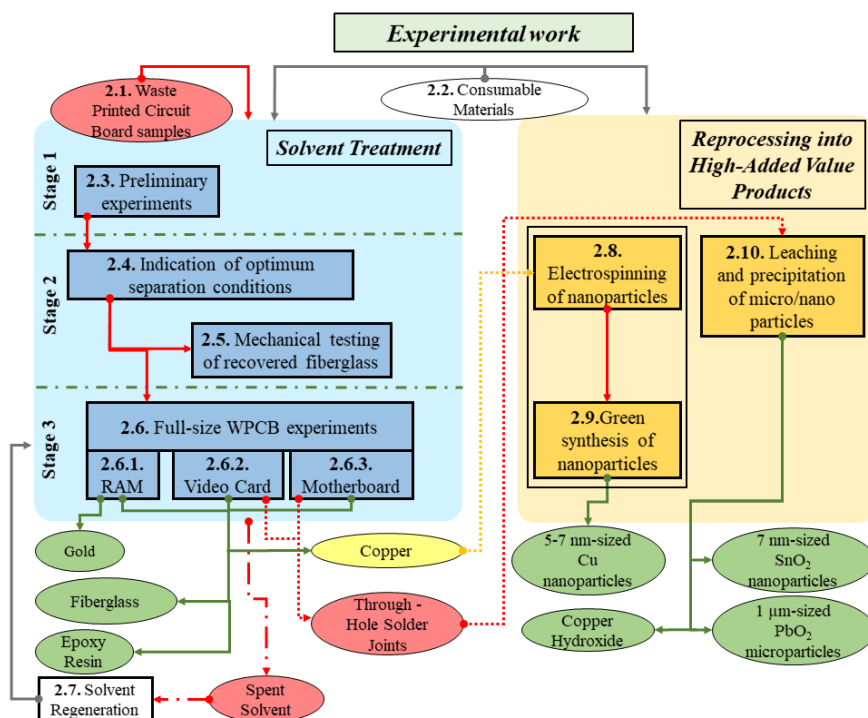 Experimental work
2.1. Waste
Printed Circuit
Board samples
2.2. Consumable
Materials
Solvent Treatment
Reprocessing into
High-Added Value
Products
Stage 1
2.3. Preliminary
experiments
Stage 2
2.4. Indication of optimum
separation conditions
2.5. Mechanical testing
of recovered fiberglass
2.8.
Electrospinning
of nanoparticles
2.10. Leaching
and precipitation
of micro/nano
particles
Stage 3
2.6. Full-size WPCB experiments
2.6.1.
RAM
2.6.2.
Video Card
2.6.3.
Motherboard
2.9.Green
synthesis of
nanoparticles
Gold
Copper
5-7 nm-sized
Cu
nanoparticles
7 nm-sized
SnO₂
nanoparticles
Fiberglass
Through -
Hole Solder
Joints
Copper
Hydroxide
1 µm-sized
PbO₂
microparticles
Epoxy
Resin
2.7. Solvent
Regeneration
Spent
Solvent